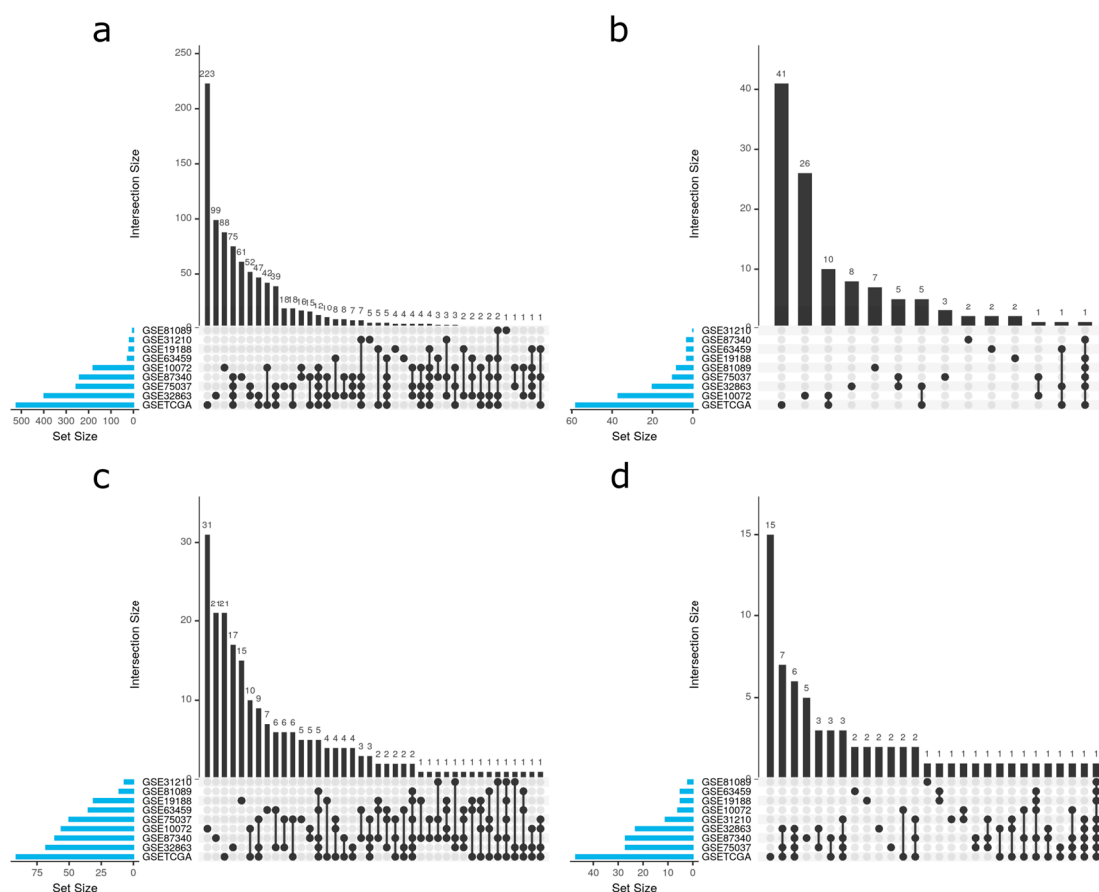 a
250
200
150
100
50
0
Intersection Size
223 99 88 75 61 52 47 42 39 18 18 16 15 12 10 8 8 7 7 5 5 5 4 4 4 4 4 3 3 3 2 2 2 2 2 1 1 1 1 1
GSE81089
GSE31210
GSE19188
GSE63459
GSE10072
GSE87340
GSE75037
GSE32863
GSETCGA
500 400 300 200 100 0
Set Size
b
40
30
20
10
0
Intersection Size
41 26 10 8 7 5 5 3 2 2 2 1 1 1
GSE31210
GSE87340
GSE63459
GSE19188
GSE81089
GSE75037
GSE32863
GSE10072
GSETCGA
60 40 20 0
Set Size
c
30
20
10
0
Intersection Size
31 21 21 17 15 10 9 7 6 6 6 5 5 5 4 4 4 4 3 3 2 2 2 2 2 1 1 1 1 1 1 1 1 1 1 1 1 1 1 1
GSE31210
GSE81089
GSE19188
GSE63459
GSE75037
GSE10072
GSE87340
GSE32863
GSETCGA
75 50 25 0
Set Size
d
15
10
5
0
Intersection Size
15 7 6 5 3 3 3 2 2 2 2 2 2 1 1 1 1 1 1 1 1 1 1 1 1 1 1 1
GSE81089
GSE63459
GSE19188
GSE10072
GSE31210
GSE32863
GSE87340
GSE75037
GSETCGA
40 20 0
Set Size